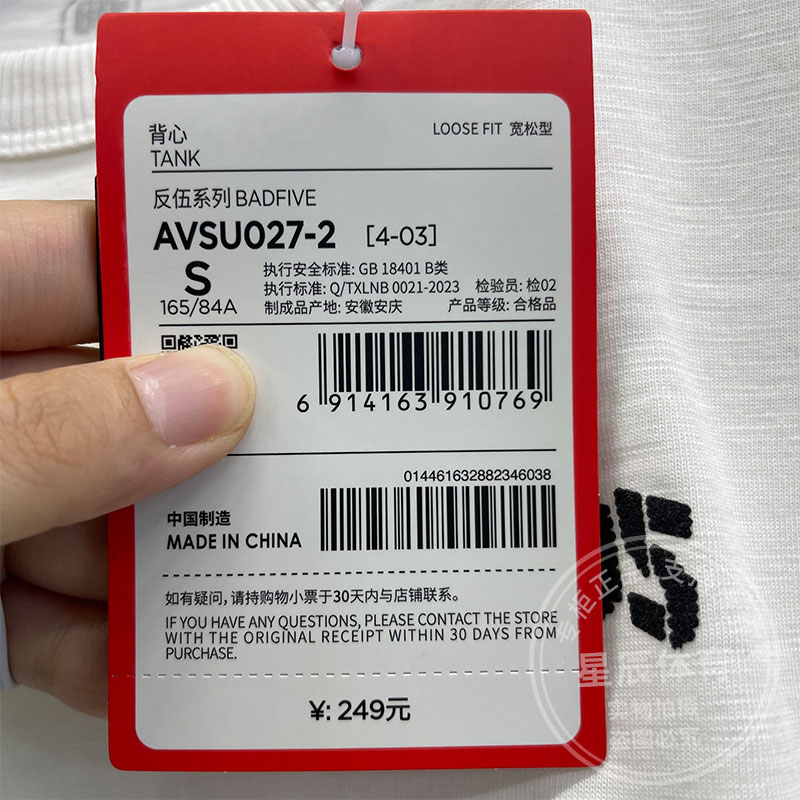 背心
TANK
LOOSE FIT 宽松型
反伍系列 BADFIVE
AVSU027-2 [4-03]
S
165/84A
执行安全标准: GB 18401 B类
执行标准: Q/TXLNB 0021-2023 检验员: 检02
制成品产地: 安徽安庆 产品等级: 合格品
6 914163 910769
014461632882346038
中国制造
MADE IN CHINA
如有疑问, 请持购物小票于30天内与店铺联系。
IF YOU HAVE ANY QUESTIONS, PLEASE CONTACT THE STORE
WITH THE ORIGINAL RECEIPT WITHIN 30 DAYS FROM
PURCHASE.
¥: 249元
星辰体育
盗图必究